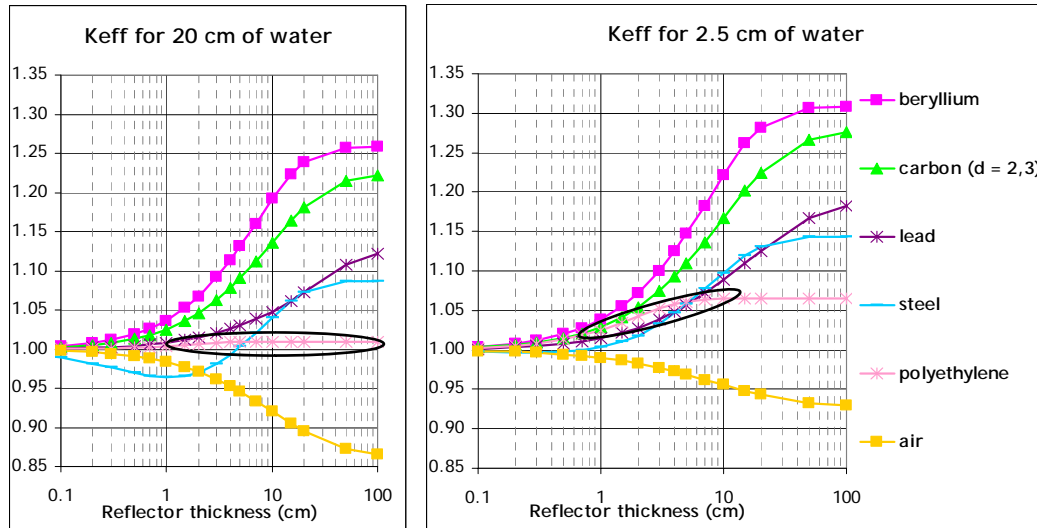 Keff for 20 cm of water
1.35
1.30
1.25
1.20
1.15
1.10
1.05
1.00
0.95
0.90
0.85
0.1 1 10 100
Reflector thickness (cm)
Keff for 2.5 cm of water
1.35
1.30
1.25
1.20
1.15
1.10
1.05
1.00
0.95
0.90
0.85
0.1 1 10 100
Reflector thickness (cm)
beryllium
carbon (d = 2,3)
lead
steel
polyethylene
air